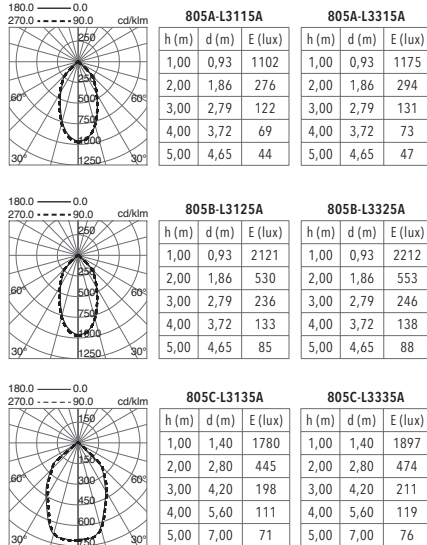 180.0 0.0
270.0 90.0 cd/klm
250
250
500
750
1000
1250
60° 60°
30° 30°
805A-L3115A
h (m) d (m) E (lux)
1,00 0,93 1102
2,00 1,86 276
3,00 2,79 122
4,00 3,72 69
5,00 4,65 44
805A-L3315A
h (m) d (m) E (lux)
1,00 0,93 1175
2,00 1,86 294
3,00 2,79 131
4,00 3,72 73
5,00 4,65 47
180.0 0.0
270.0 90.0 cd/klm
250
250
500
750
1000
1250
60° 60°
30° 30°
805B-L3125A
h (m) d (m) E (lux)
1,00 0,93 2121
2,00 1,86 530
3,00 2,79 236
4,00 3,72 133
5,00 4,65 85
805B-L3325A
h (m) d (m) E (lux)
1,00 0,93 2212
2,00 1,86 553
3,00 2,79 246
4,00 3,72 138
5,00 4,65 88
180.0 0.0
270.0 90.0 cd/klm
150
150
300
450
600
750
60° 60°
30° 30°
805C-L3135A
h (m) d (m) E (lux)
1,00 1,40 1780
2,00 2,80 445
3,00 4,20 198
4,00 5,60 111
5,00 7,00 71
805C-L3335A
h (m) d (m) E (lux)
1,00 1,40 1897
2,00 2,80 474
3,00 4,20 211
4,00 5,60 119
5,00 7,00 76